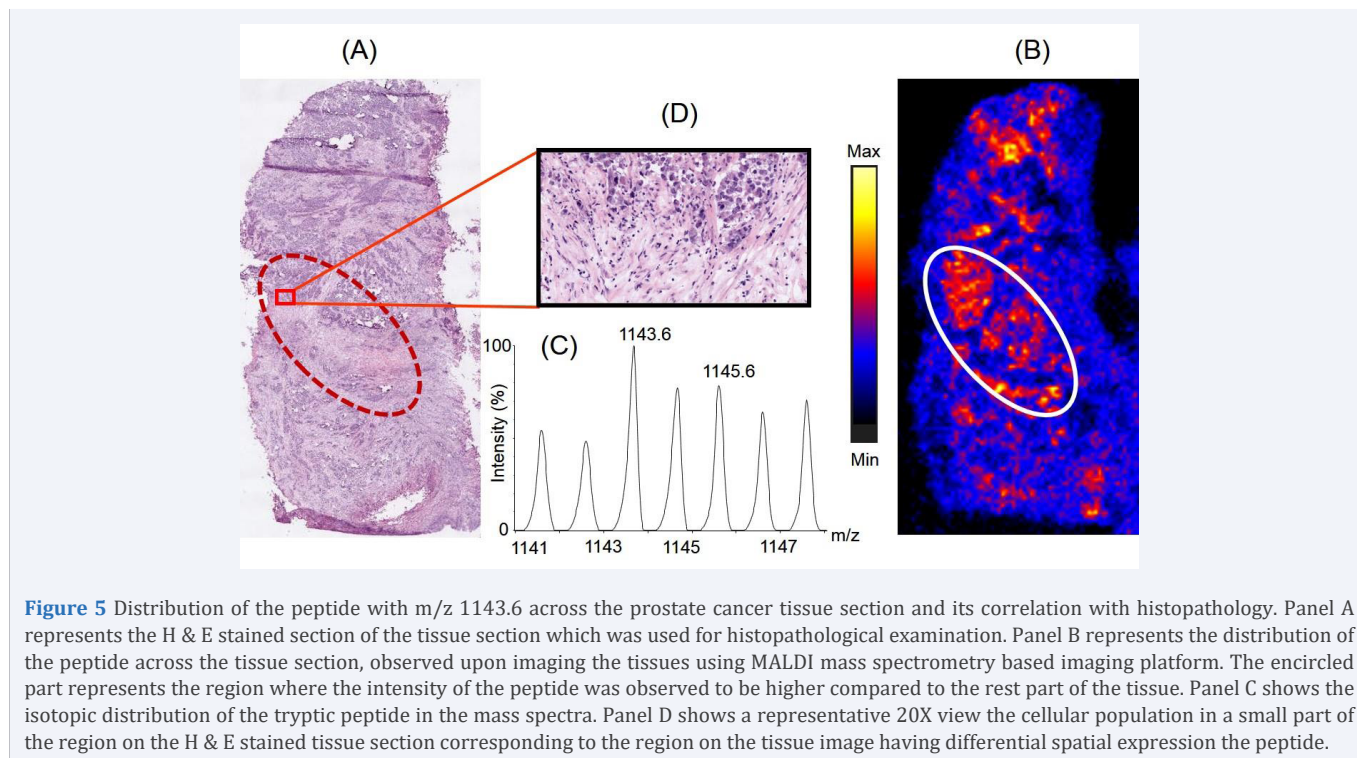 (A)
(B)
(D)
Max
Min
(C)
1143.6
1145.6
100
Intensity (%)
0
m/z
1141 1143 1145 1147
Figure 5 Distribution of the peptide with m/z 1143.6 across the prostate cancer tissue section and its correlation with histopathology. Panel A
represents the H & E stained section of the tissue section which was used for histopathological examination. Panel B represents the distribution of
the peptide across the tissue section, observed upon imaging the tissues using MALDI mass spectrometry based imaging platform. The encircled
part represents the region where the intensity of the peptide was observed to be higher compared to the rest part of the tissue. Panel C shows the
isotopic distribution of the tryptic peptide in the mass spectra. Panel D shows a representative 20X view the cellular population in a small part of
the region on the H & E stained tissue section corresponding to the region on the tissue image having differential spatial expression the peptide.